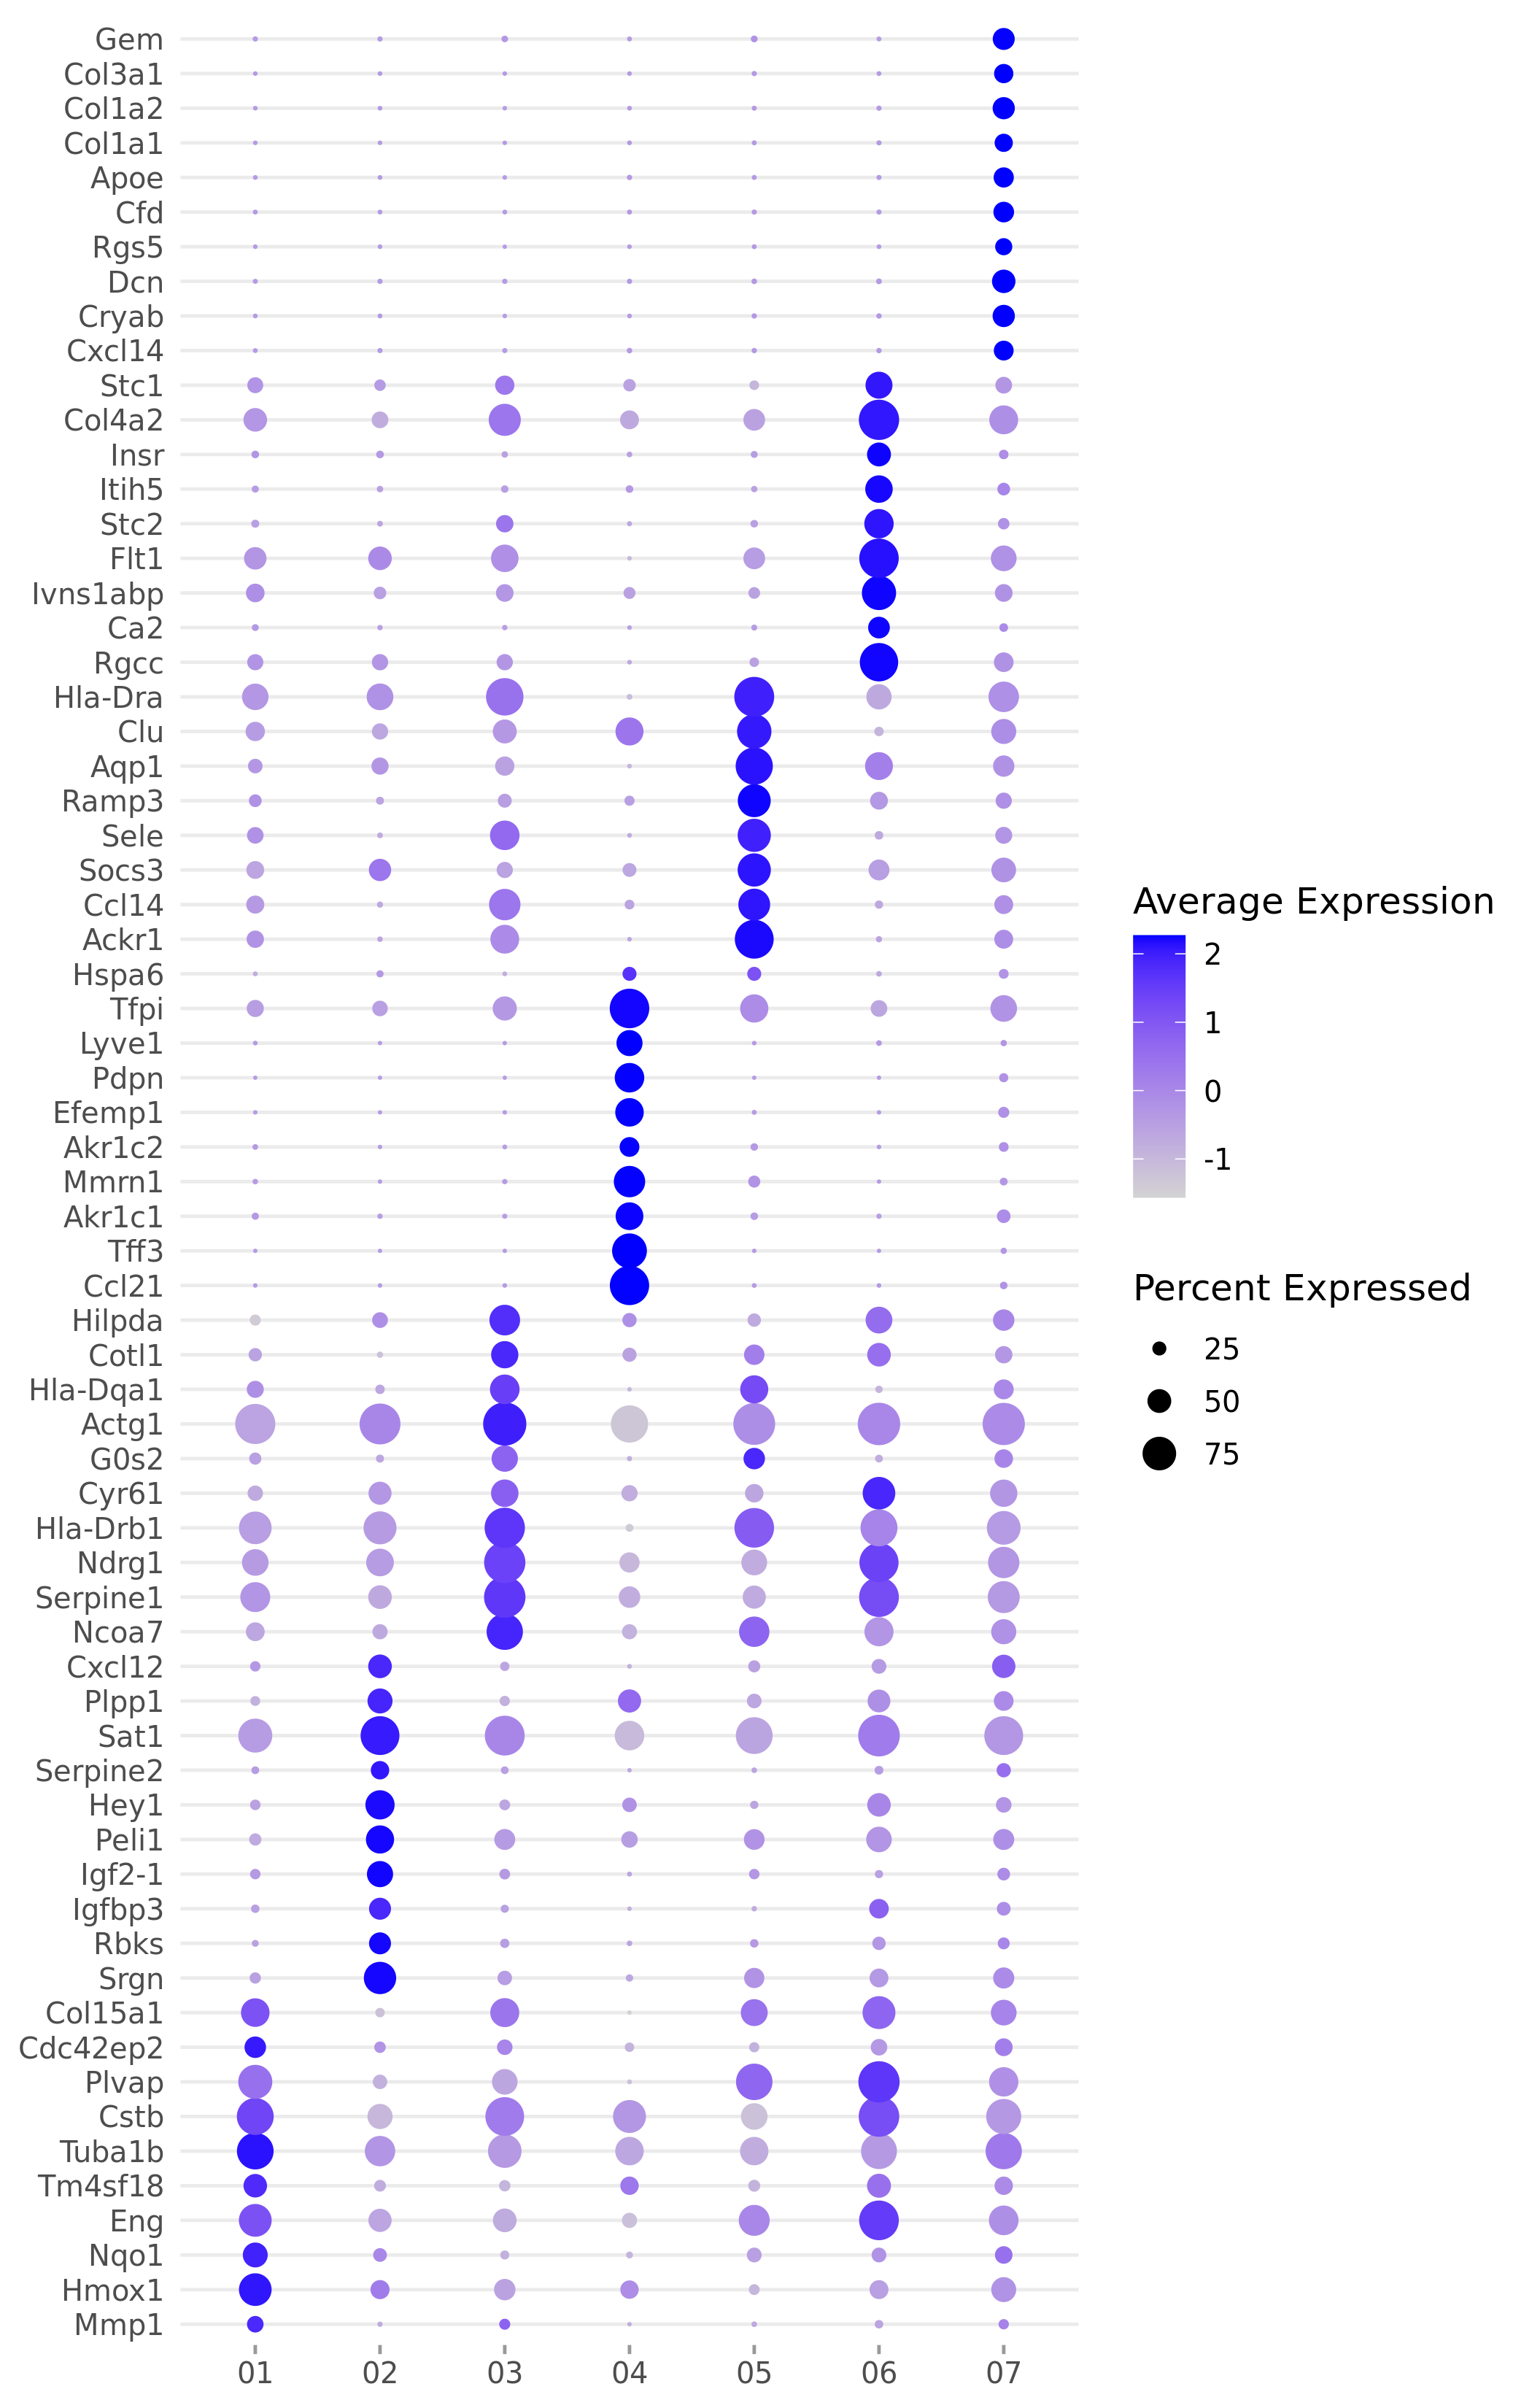 Gem
Col3a1
Col1a2
Col1a1
Apoe
Cfd
Rgs5
Dcn
Cryab
Cxcl14
Stc1
Col4a2
Insr
Itih5
Stc2
Flt1
Ivns1abp
Ca2
Rgcc
Hla-Dra
Clu
Aqp1
Ramp3
Sele
Socs3
Ccl14
Ackr1
Hspa6
Tfpi
Lyve1
Pdpn
Efemp1
Akr1c2
Mmrn1
Akr1c1
Tff3
Ccl21
Hilpda
Cotl1
Hla-Dqa1
Actg1
G0s2
Cyr61
Hla-Drb1
Ndrg1
Serpine1
Ncoa7
Cxcl12
Plpp1
Sat1
Serpine2
Hey1
Peli1
Igf2-1
Igfbp3
Rbks
Srgn
Col15a1
Cdc42ep2
Plvap
Cstb
Tuba1b
Tm4sf18
Eng
Nqo1
Hmox1
Mmp1
01 02 03 04 05 06 07
Average Expression
2
1
0
-1
Percent Expressed
25
50
75